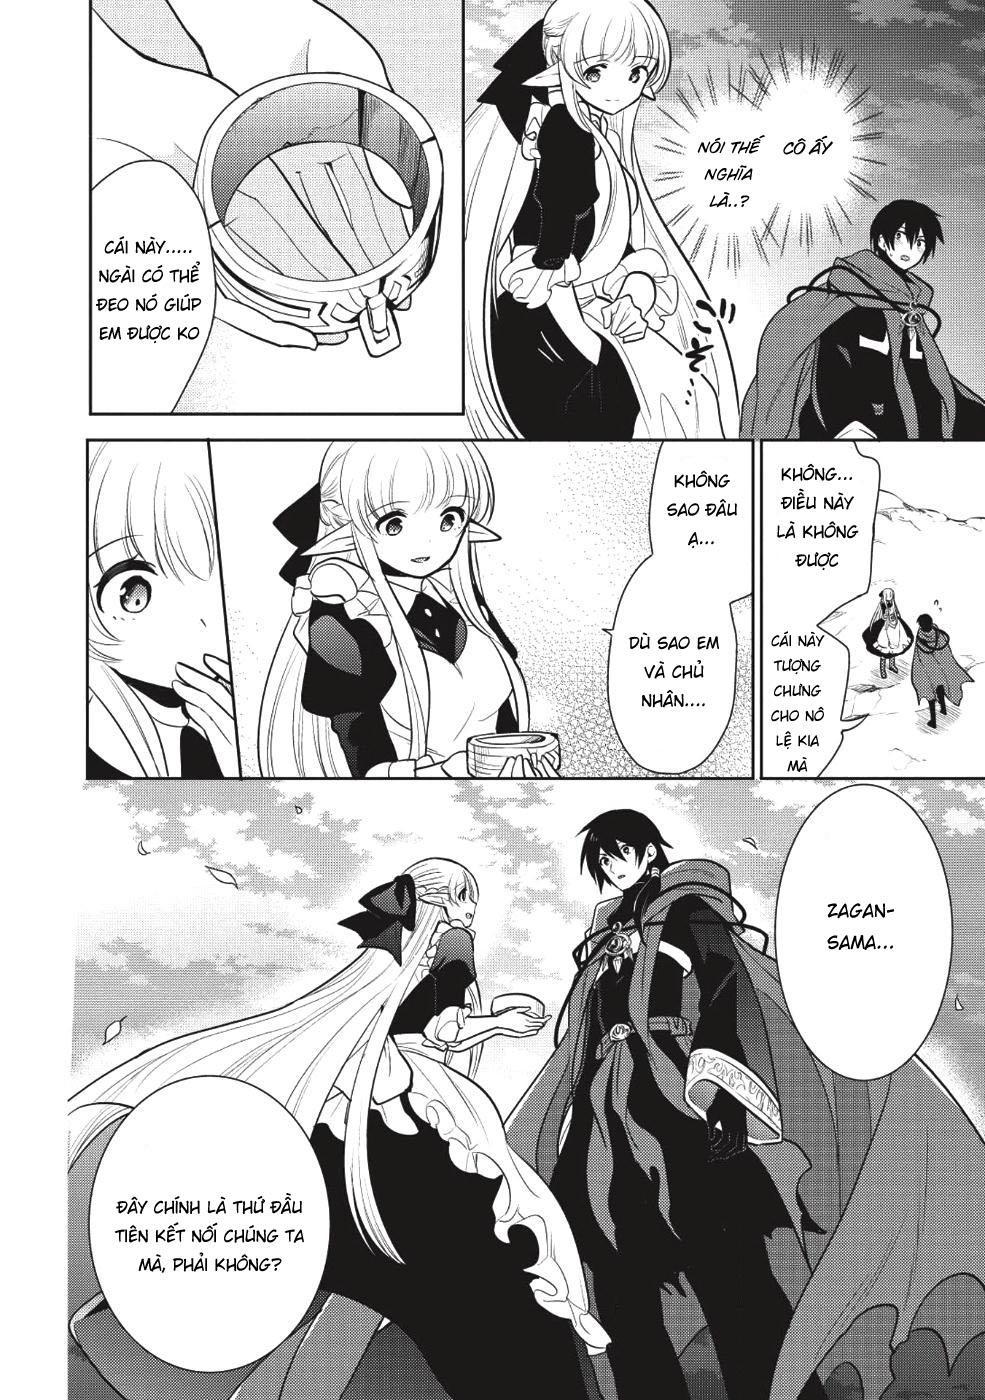 CÔ ẤY
NÓI THẾ
NGHĨA
LÀ..?
CÁI NÀY.....
NGÀI CÓ THỂ
ĐEO NÓ GIÚP
EM ĐƯỢC KO
KHÔNG...
ĐIỀU NÀY
LÀ KHÔNG
ĐƯỢC
CÁI NÀY
TƯỢNG
CHƯNG
CHO NÔ
LỆ KIA
MÀ
KHÔNG
SAO ĐÂU
Ạ...
DÙ SAO EM
VÀ CHỦ
NHÂN....
ZAGAN-
SAMA...
ĐÂY CHÍNH LÀ THỨ ĐẦU
TIÊN KẾT NỐI CHÚNG TA
MÀ, PHẢI KHÔNG?